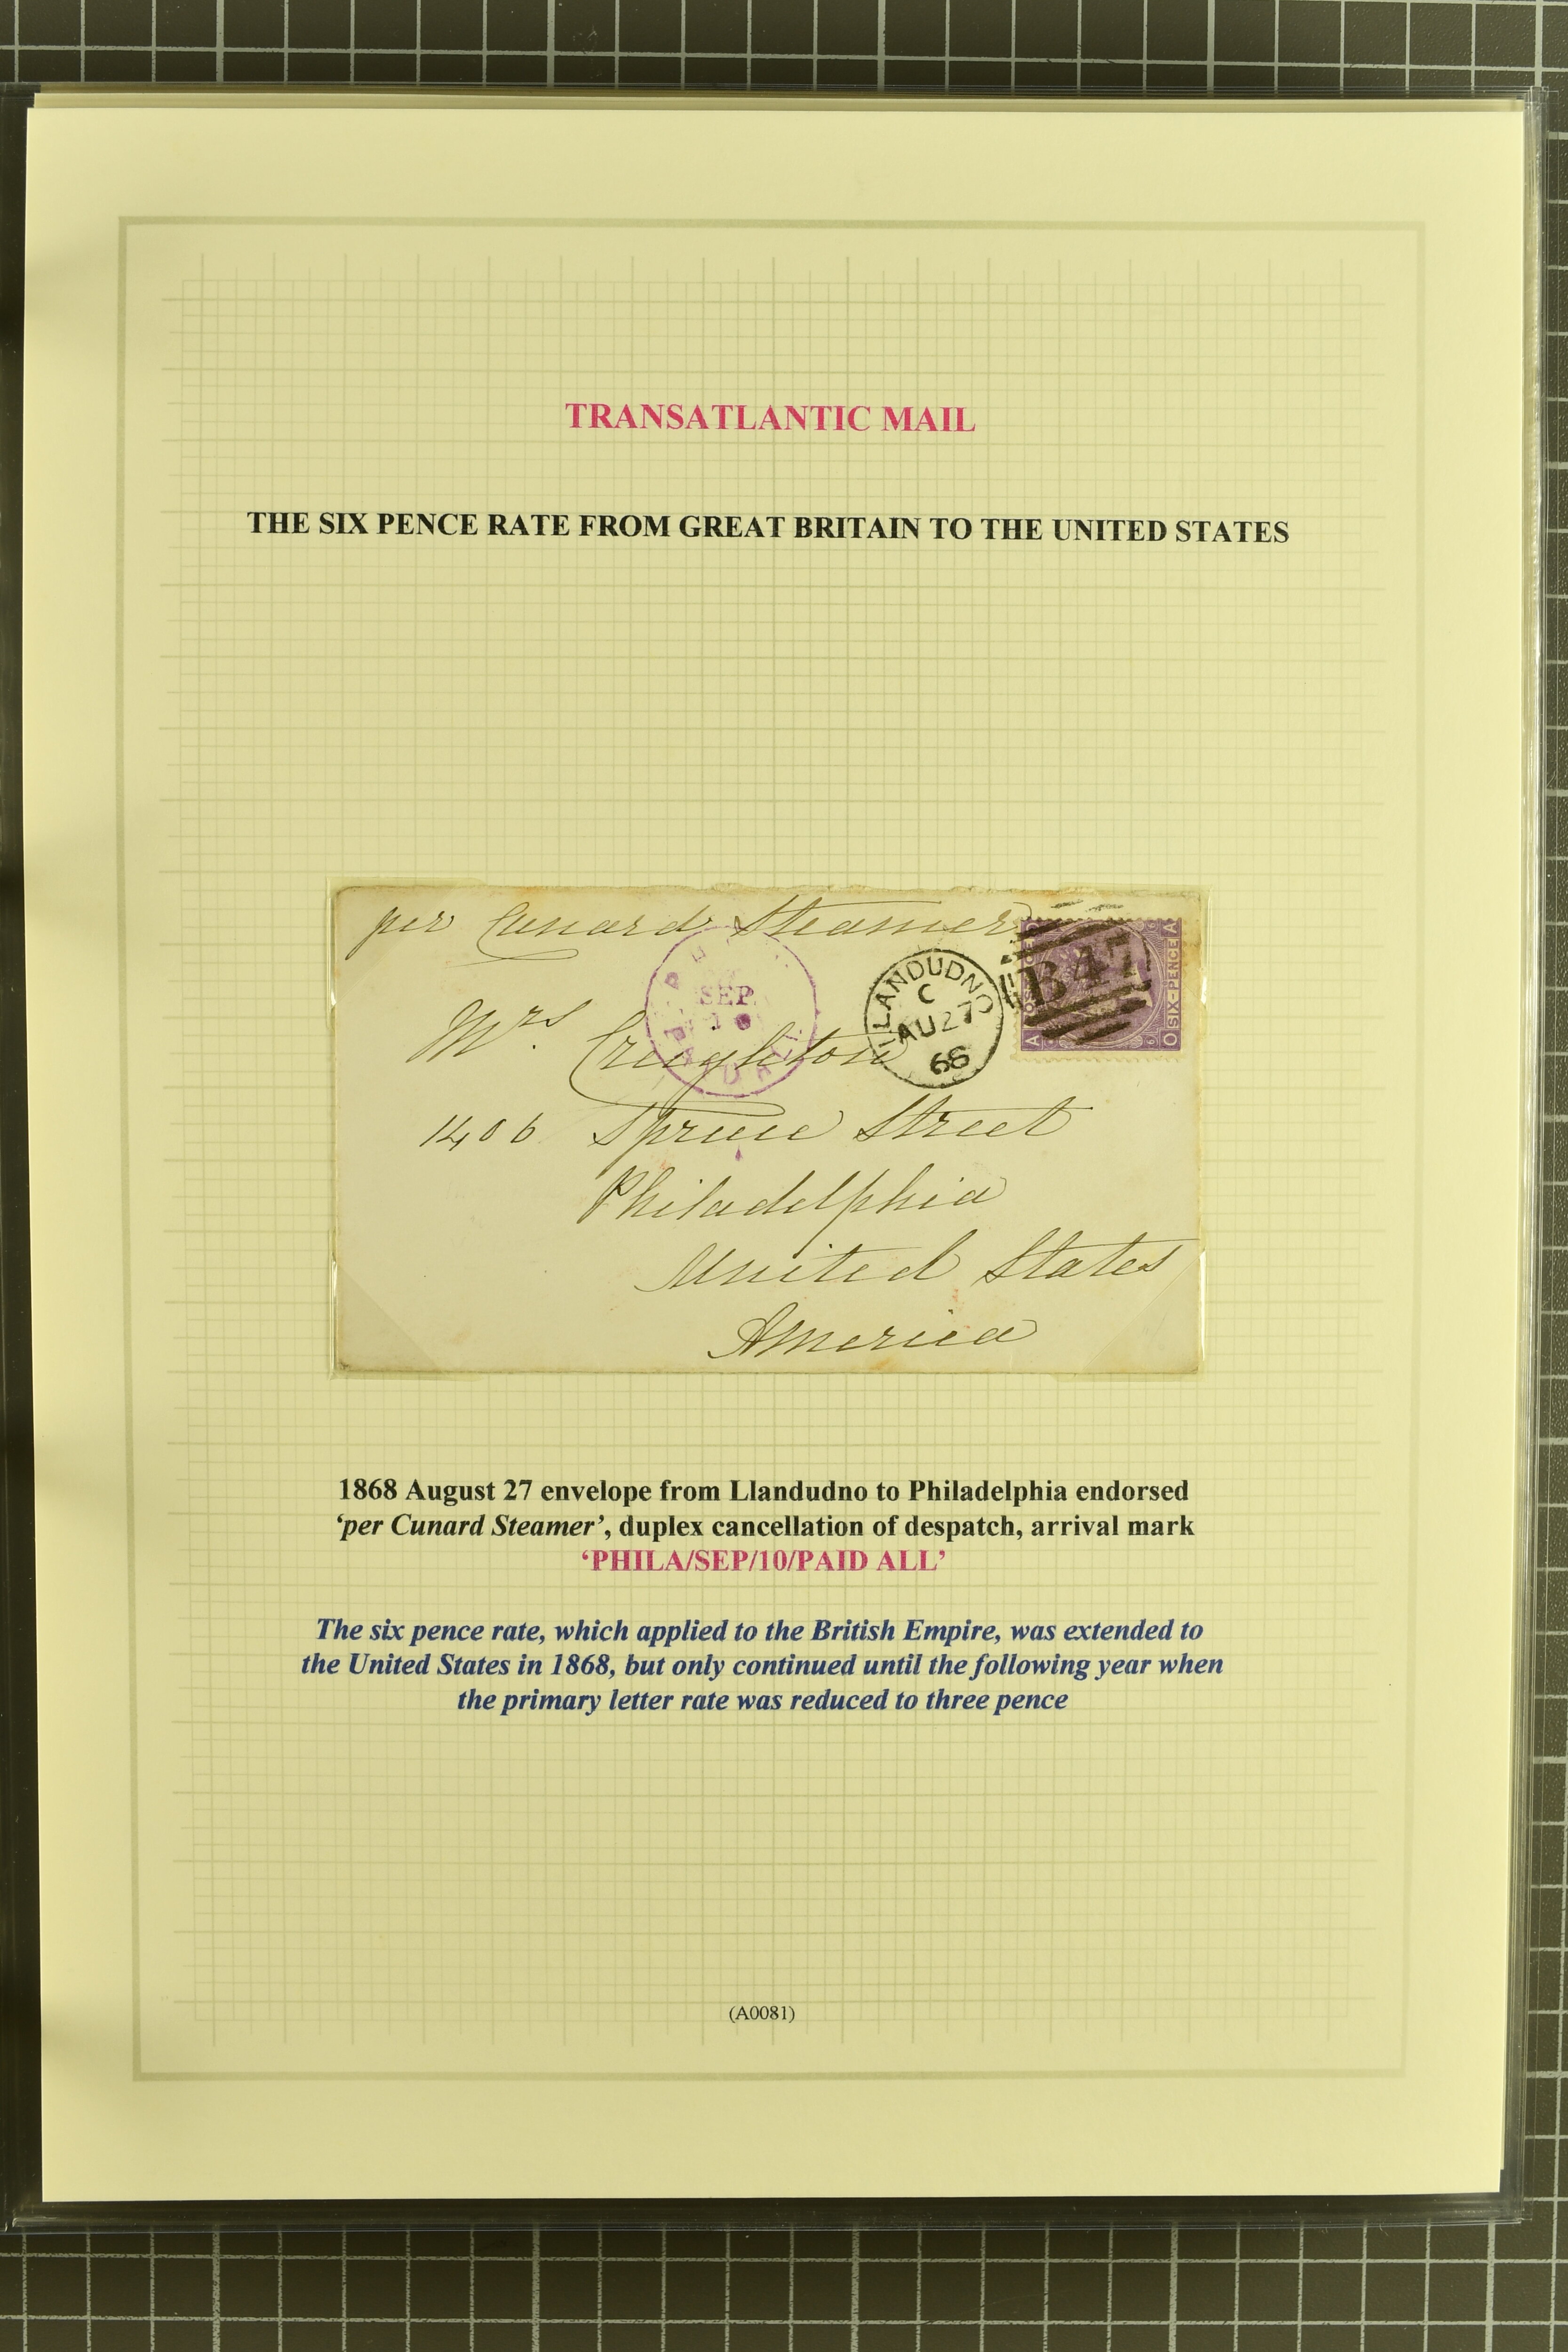 TRANSATLANTIC MAIL
THE SIX PENCE RATE FROM GREAT BRITAIN TO THE UNITED STATES
per Cunard Steamer
SEP
LLANDUDNO
C
AU 27
68
B47
A
SIX-PENCE
O
A
Mrs. Creighton
1406 Spruce Street
Philadelphia
United States
America
1868 August 27 envelope from Llandudno to Philadelphia endorsed
‘per Cunard Steamer’, duplex cancellation of despatch, arrival mark
‘PHILA/SEP/10/PAID ALL’
The six pence rate, which applied to the British Empire, was extended to
the United States in 1868, but only continued until the following year when
the primary letter rate was reduced to three pence
(A0081)